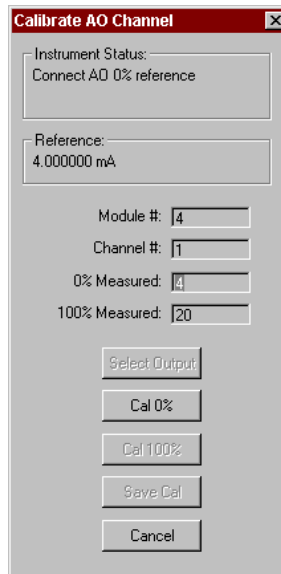 Calibrate AO Channel
Instrument Status:
Connect AO 0% reference
Reference:
4.000000 mA
Module #: 4
Channel #: 1
0% Measured: 4
100% Measured: 20
Select Output
Cal 0%
Cal 100%
Save Cal
Cancel